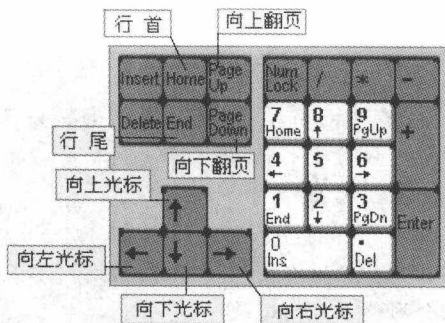 行 首
向上翻页
Insert Home Page Up
Delete End Page Down
行 尾
向下翻页
向上光标
↑
← ↓ →
向左光标
向下光标
向右光标
Num Lock / * -
7 Home 8 ↑ 9 PgUp +
4 ← 5 6 →
1 End 2 ↓ 3 PgDn Enter
0 Ins . Del